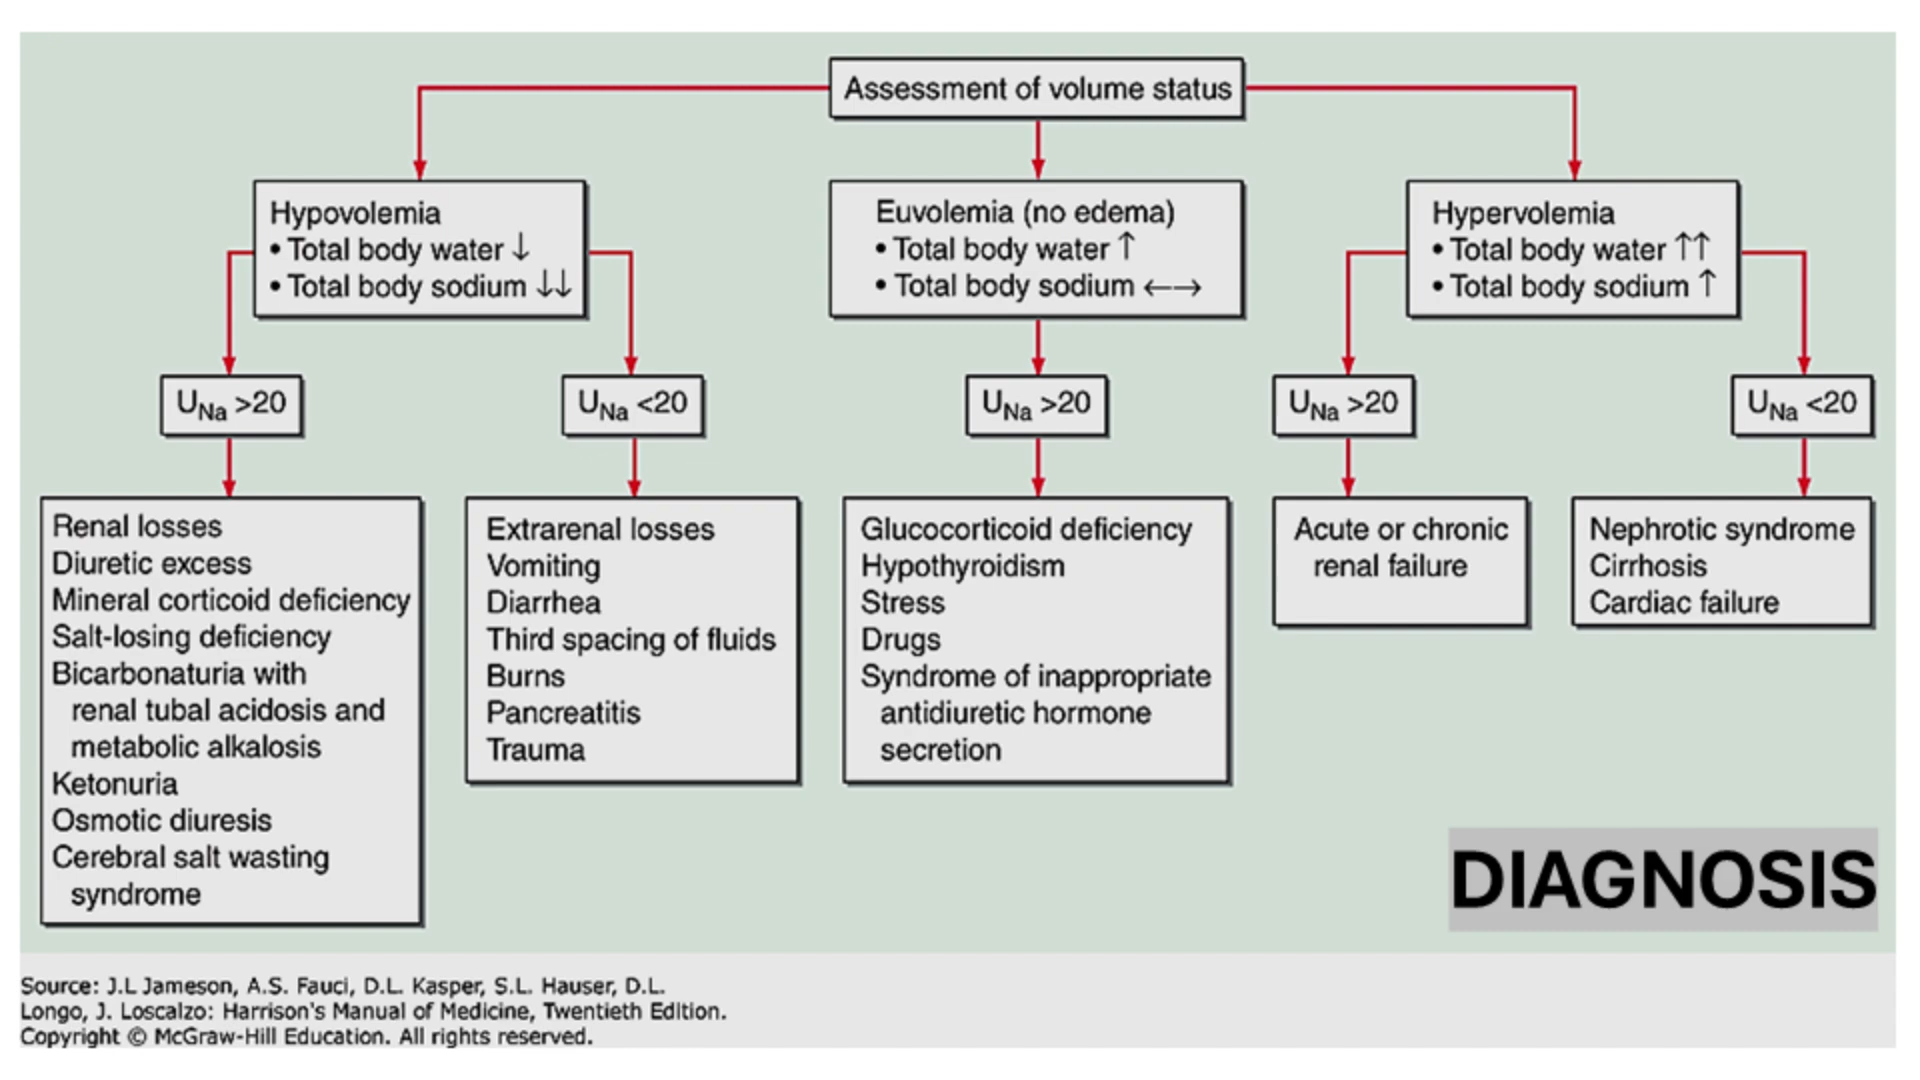 Assessment of volume status
Hypovolemia
• Total body water ↓
• Total body sodium ↓↓
Euvolemia (no edema)
• Total body water ↑
• Total body sodium ←→
Hypervolemia
• Total body water ↑↑
• Total body sodium ↑
UNa >20
UNa <20
UNa >20
UNa >20
UNa <20
Renal losses
Diuretic excess
Mineral corticoid deficiency
Salt-losing deficiency
Bicarbonaturia with
renal tubal acidosis and
metabolic alkalosis
Ketonuria
Osmotic diuresis
Cerebral salt wasting
syndrome
Extrarenal losses
Vomiting
Diarrhea
Third spacing of fluids
Burns
Pancreatitis
Trauma
Glucocorticoid deficiency
Hypothyroidism
Stress
Drugs
Syndrome of inappropriate
antidiuretic hormone
secretion
Acute or chronic
renal failure
Nephrotic syndrome
Cirrhosis
Cardiac failure
DIAGNOSIS
Source: J.L Jameson, A.S. Fauci, D.L. Kasper, S.L. Hauser, D.L.
Longo, J. Loscalzo: Harrison's Manual of Medicine, Twentieth Edition.
Copyright © McGraw-Hill Education. All rights reserved.